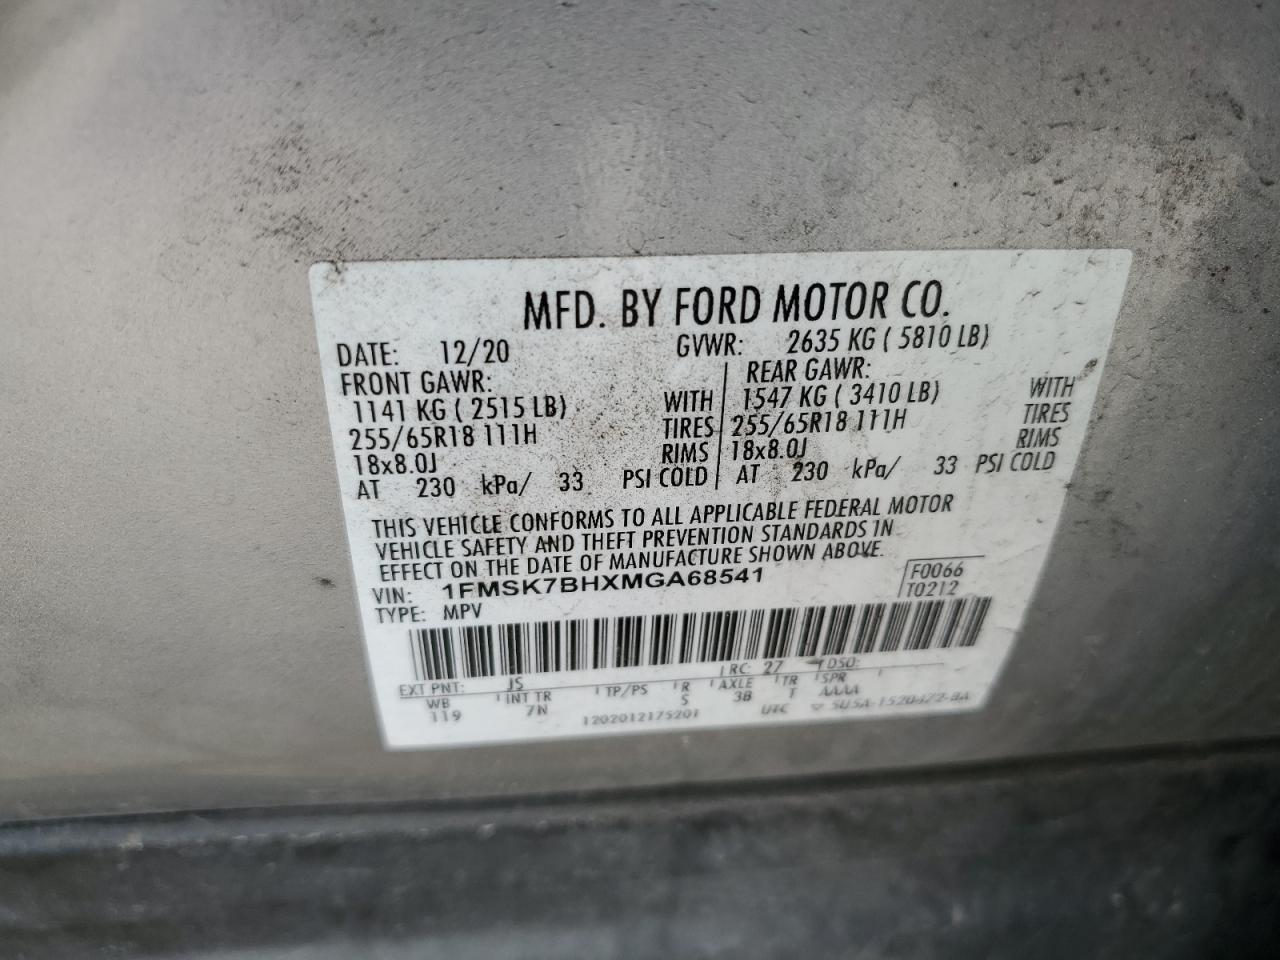 MFD. BY FORD MOTOR CO.
DATE: 12/20 GVWR: 2635 KG ( 5810 LB)
FRONT GAWR: REAR GAWR:
1141 KG ( 2515 LB) WITH 1547 KG ( 3410 LB) WITH
255/65R18 111H TIRES 255/65R18 111H TIRES
18x8.0J RIMS 18x8.0J RIMS
AT 230 kPa/ 33 PSI COLD AT 230 kPa/ 33 PSI COLD
THIS VEHICLE CONFORMS TO ALL APPLICABLE FEDERAL MOTOR
VEHICLE SAFETY AND THEFT PREVENTION STANDARDS IN
EFFECT ON THE DATE OF MANUFACTURE SHOWN ABOVE.
VIN: 1FMSK7BHXMGA68541 F0066
TYPE: MPV T0212
EXT PNT: JS RC: 27 DSO:
WB INT TR TP/PS R AXLE TR SPR
119 7N S 3B T AAAA
1202012175201 UTC